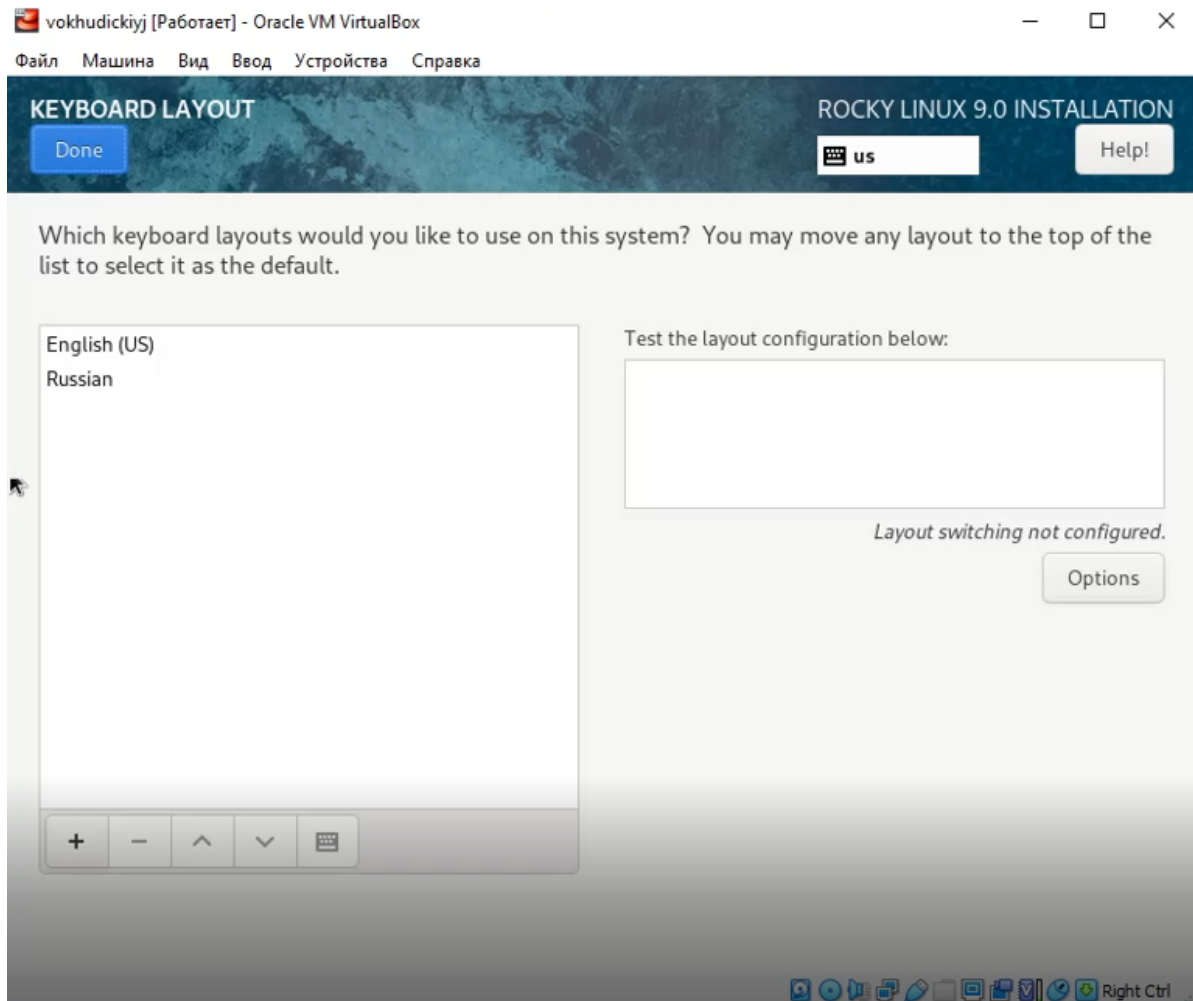 vokhudickiyj [Работает] - Oracle VM VirtualBox
Файл Машина Вид Ввод Устройства Справка
KEYBOARD LAYOUT
ROCKY LINUX 9.0 INSTALLATION
Done
us
Help!
Which keyboard layouts would you like to use on this system? You may move any layout to the top of the
list to select it as the default.
English (US)
Russian
Test the layout configuration below:
Layout switching not configured.
Options
Right Ctrl